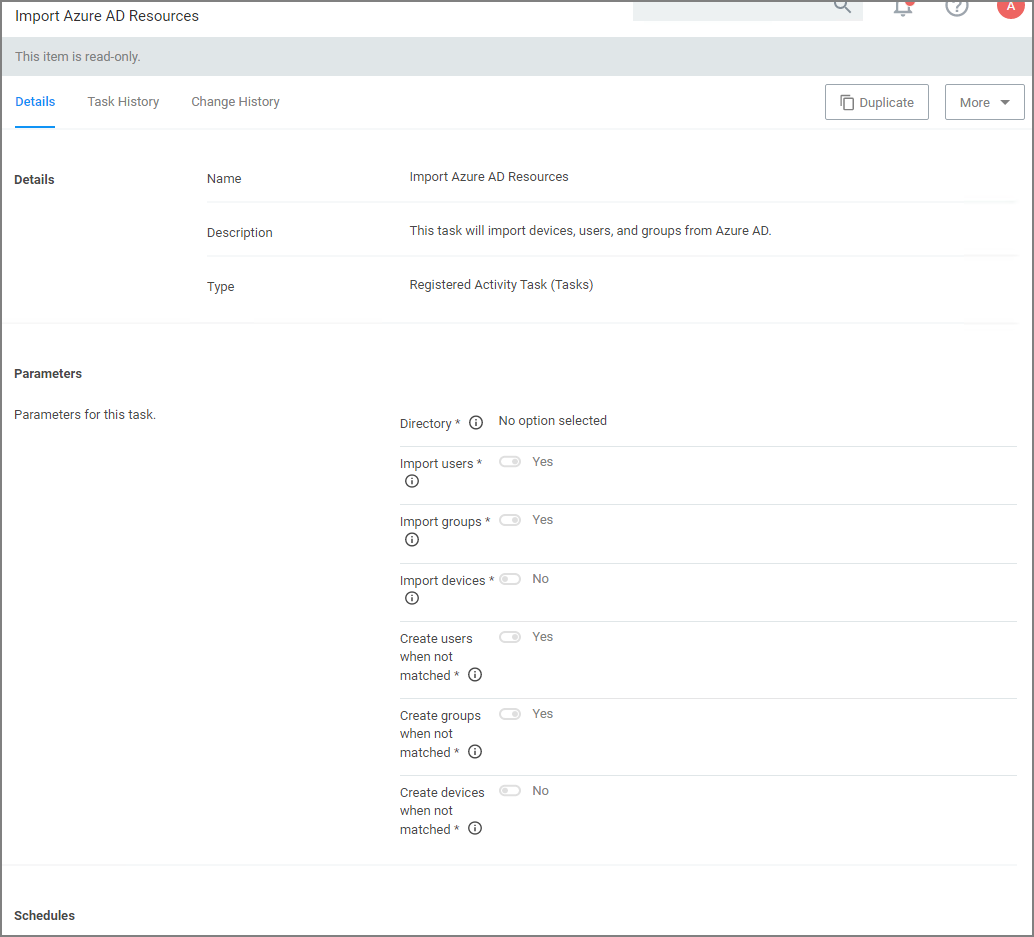 Import Azure AD Resources
A
This item is read-only.
Details
Task History
Change History
Duplicate
More
Details
Name
Import Azure AD Resources
Description
This task will import devices, users, and groups from Azure AD.
Type
Registered Activity Task (Tasks)
Parameters
Parameters for this task.
Directory *
No option selected
Import users *
Yes
Import groups *
Yes
Import devices *
No
Create users
when not
matched *
Yes
Create groups
when not
matched *
Yes
Create devices
when not
matched *
No
Schedules